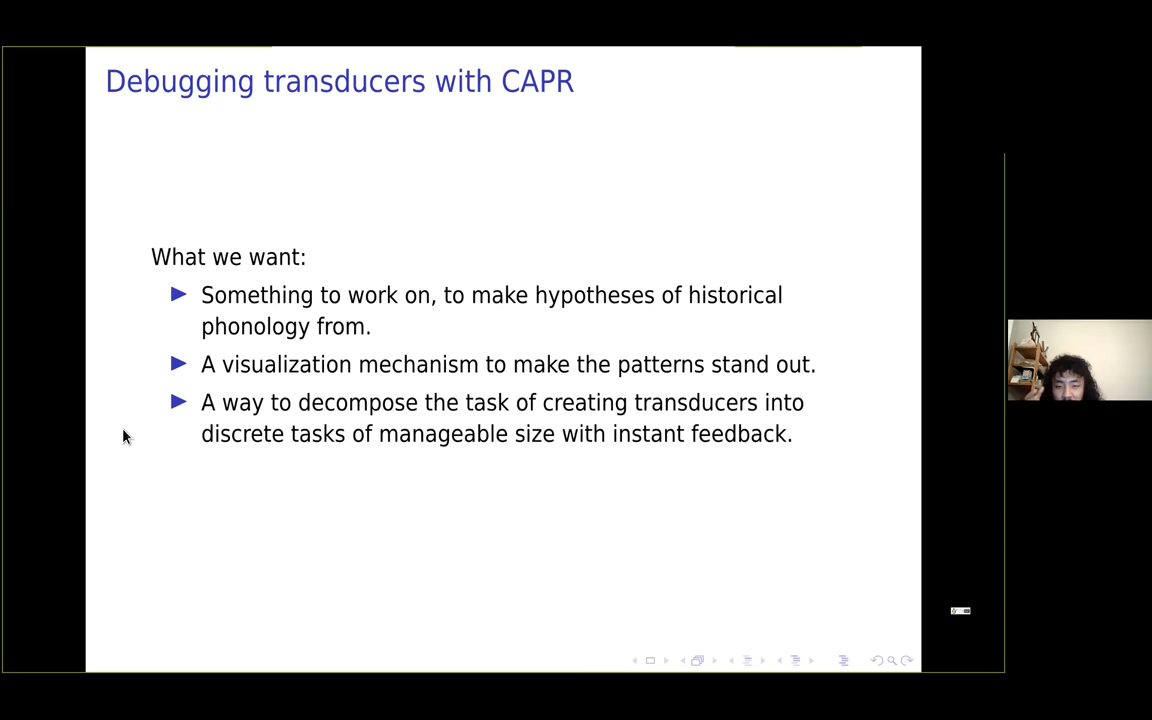 Debugging transducers with CAPR
What we want:
Something to work on, to make hypotheses of historical
phonology from.
A visualization mechanism to make the patterns stand out.
A way to decompose the task of creating transducers into
discrete tasks of manageable size with instant feedback.